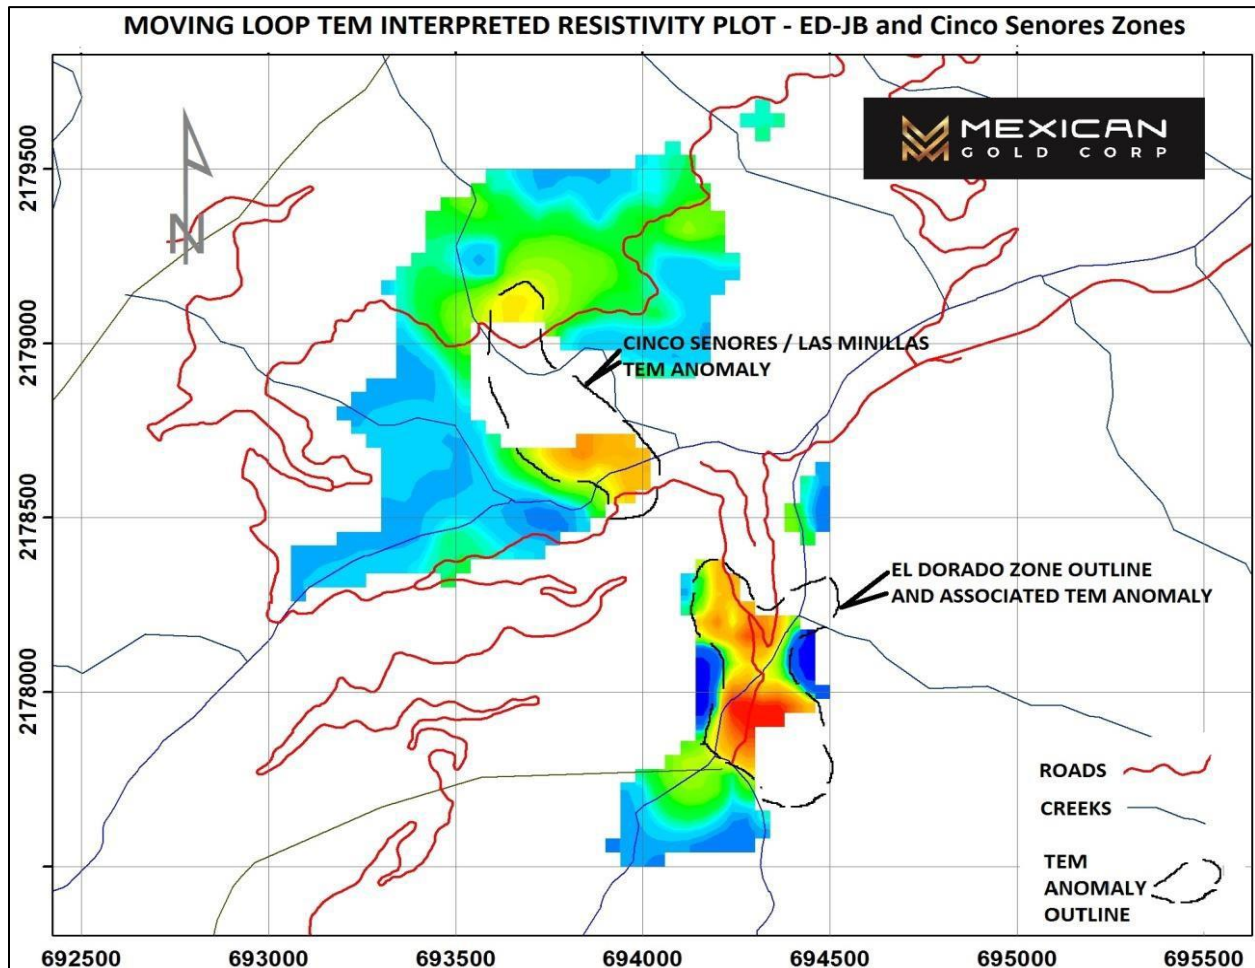 MOVING LOOP TEM INTERPRETED RESISTIVITY PLOT - ED-JB and Cinco Senores Zones
MEXICAN
GOLD CORP
2179500
N
2179000
CINCO SENORES / LAS MINILLAS
TEM ANOMALY
2178500
EL DORADO ZONE OUTLINE
AND ASSOCIATED TEM ANOMALY
2178000
ROADS
CREEKS
TEM
ANOMALY
OUTLINE
692500 693000 693500 694000 694500 695000 695500